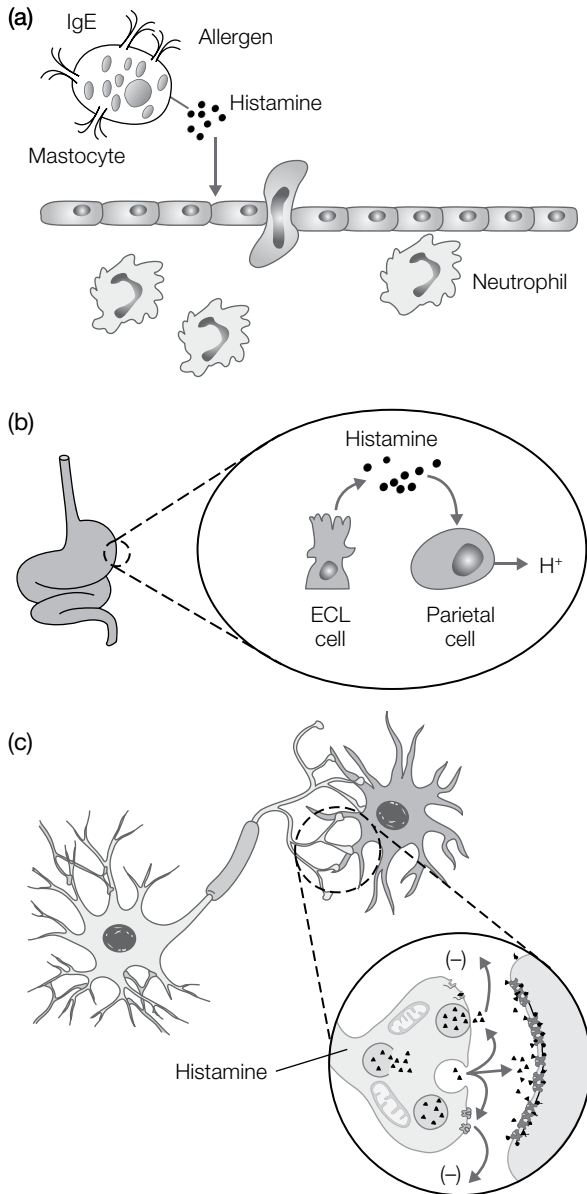 (a)
IgE
Allergen
Histamine
Mastocyte
Neutrophil
(b)
Histamine
H⁺
ECL
cell
Parietal
cell
(c)
(–)
Histamine
(–)